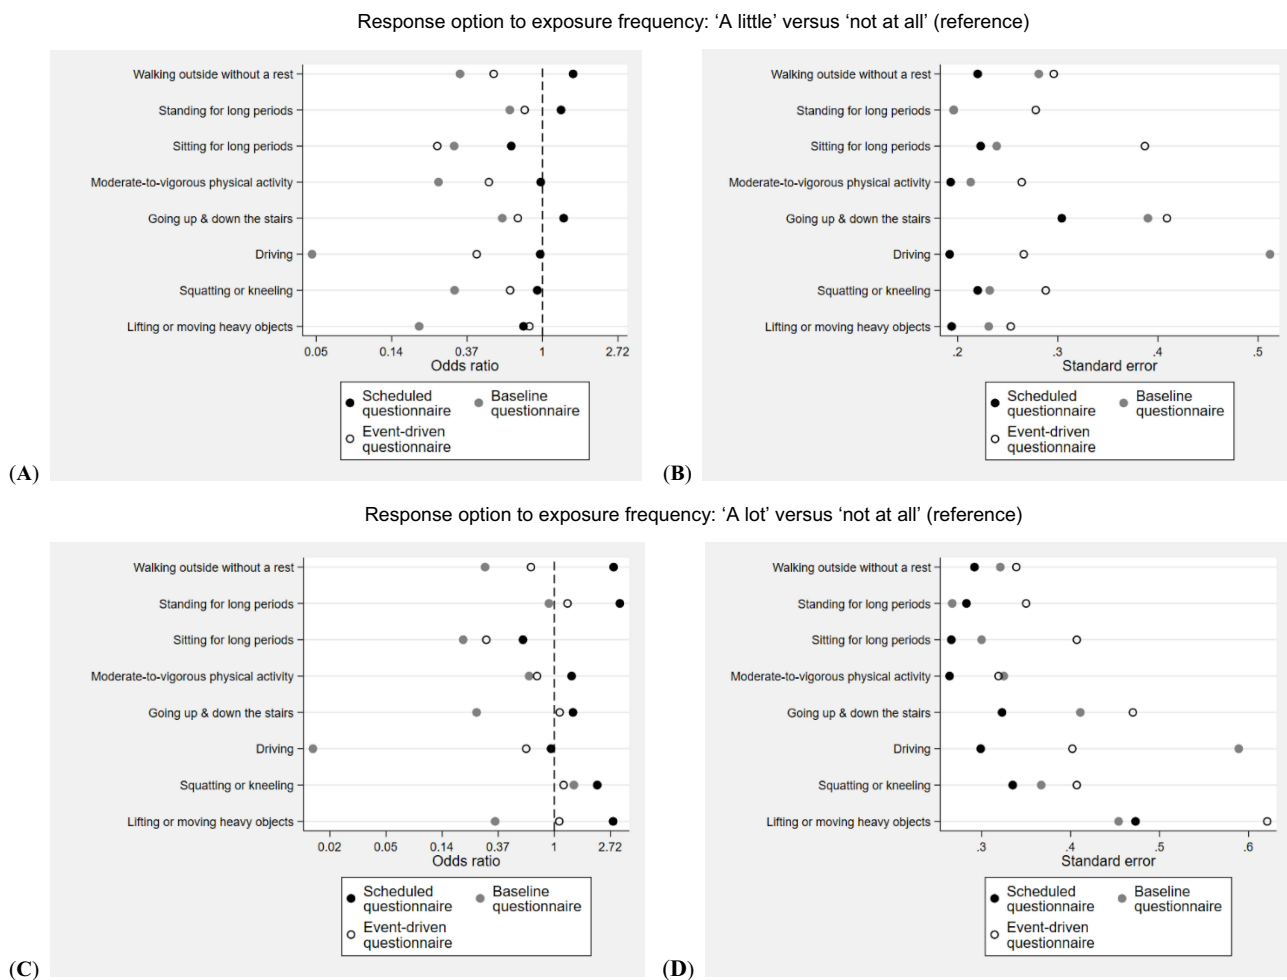 Response option to exposure frequency: ‘A little’ versus ‘not at all’ (reference)
Walking outside without a rest
Standing for long periods
Sitting for long periods
Moderate-to-vigorous physical activity
Going up & down the stairs
Driving
Squatting or kneeling
Lifting or moving heavy objects
0.05 0.14 0.37 1 2.72
Odds ratio
Scheduled questionnaire
Baseline questionnaire
Event-driven questionnaire
(A)
Walking outside without a rest
Standing for long periods
Sitting for long periods
Moderate-to-vigorous physical activity
Going up & down the stairs
Driving
Squatting or kneeling
Lifting or moving heavy objects
.2 .3 .4 .5
Standard error
Scheduled questionnaire
Baseline questionnaire
Event-driven questionnaire
(B)
Response option to exposure frequency: ‘A lot’ versus ‘not at all’ (reference)
Walking outside without a rest
Standing for long periods
Sitting for long periods
Moderate-to-vigorous physical activity
Going up & down the stairs
Driving
Squatting or kneeling
Lifting or moving heavy objects
0.02 0.05 0.14 0.37 1 2.72
Odds ratio
Scheduled questionnaire
Baseline questionnaire
Event-driven questionnaire
(C)
Walking outside without a rest
Standing for long periods
Sitting for long periods
Moderate-to-vigorous physical activity
Going up & down the stairs
Driving
Squatting or kneeling
Lifting or moving heavy objects
.3 .4 .5 .6
Standard error
Scheduled questionnaire
Baseline questionnaire
Event-driven questionnaire
(D)